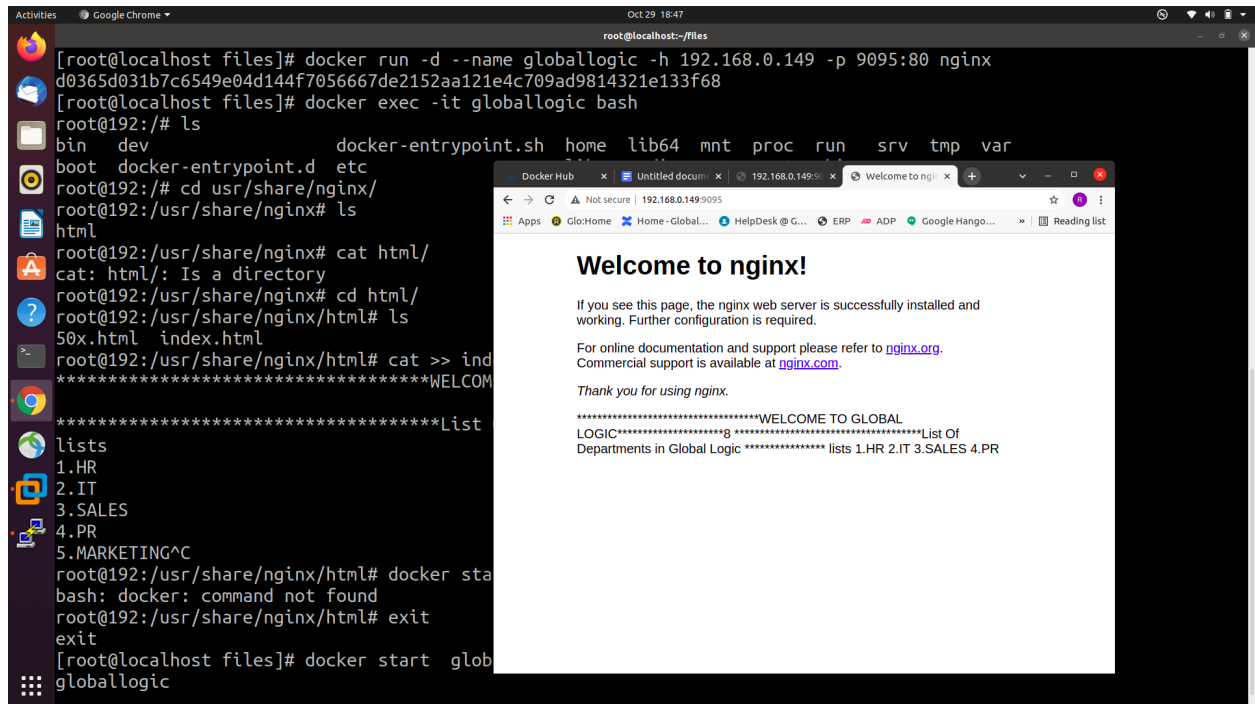 Activities Google Chrome Oct 29 18:47
root@localhost:~/files
[root@localhost files]# docker run -d --name globallogic -h 192.168.0.149 -p 9095:80 nginx
d0365d031b7c6549e04d144f7056667de2152aa121e4c709ad9814321e133f68
[root@localhost files]# docker exec -it globallogic bash
root@192:/# ls
bin dev docker-entrypoint.sh home lib64 mnt proc run srv tmp var
boot docker-entrypoint.d etc
root@192:/# cd usr/share/nginx/
root@192:/usr/share/nginx# ls
html
root@192:/usr/share/nginx# cat html/
cat: html/: Is a directory
root@192:/usr/share/nginx# cd html/
root@192:/usr/share/nginx/html# ls
50x.html index.html
root@192:/usr/share/nginx/html# cat >> ind
************************************WELCOM
*************************************List
lists
1.HR
2.IT
3.SALES
4.PR
5.MARKETING^C
root@192:/usr/share/nginx/html# docker sta
bash: docker: command not found
root@192:/usr/share/nginx/html# exit
exit
[root@localhost files]# docker start glob
globallogic
Docker Hub Untitled docum 192.168.0.149:90 Welcome to ngin
Not secure | 192.168.0.149:9095 R
Apps Glo:Home Home - Global... HelpDesk @ G... ERP ADP Google Hango... » Reading list
Welcome to nginx!
If you see this page, the nginx web server is successfully installed and
working. Further configuration is required.
For online documentation and support please refer to nginx.org.
Commercial support is available at nginx.com.
Thank you for using nginx.
************************************WELCOME TO GLOBAL
LOGIC*********************8 *************************************List Of
Departments in Global Logic **************** lists 1.HR 2.IT 3.SALES 4.PR